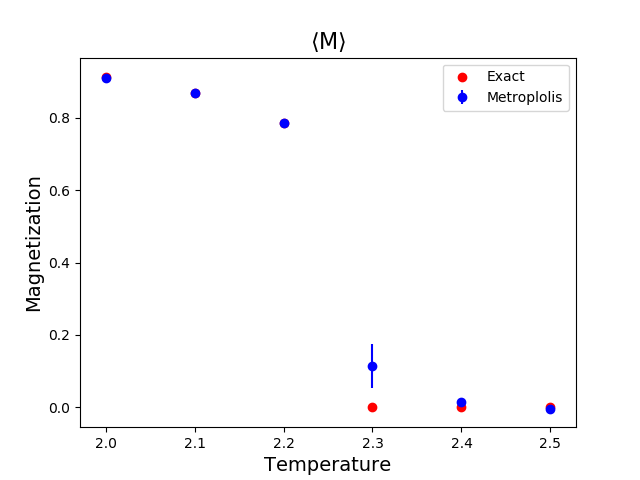 ⟨M⟩
Exact
Metroplolis
Magnetization
0.8
0.6
0.4
0.2
0.0
2.0 2.1 2.2 2.3 2.4 2.5
Temperature